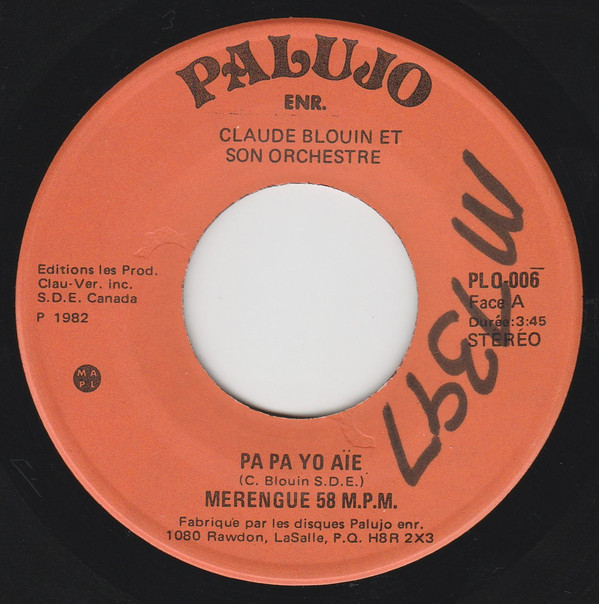 PALUJO
ENR.
CLAUDE BLOUIN ET
SON ORCHESTRE
Editions les Prod.
Clau-Ver. inc.
S.D.E. Canada
P 1982
MA
P.L
PLO-006
Face A
Durée:3:45
STÉRÉO
PA PA YO AÏE
(C. Blouin S.D.E.)
MERENGUE 58 M.P.M.
Fabriqué par les disques Palujo enr.
1080 Rawdon, LaSalle, P.Q. H8R 2X3